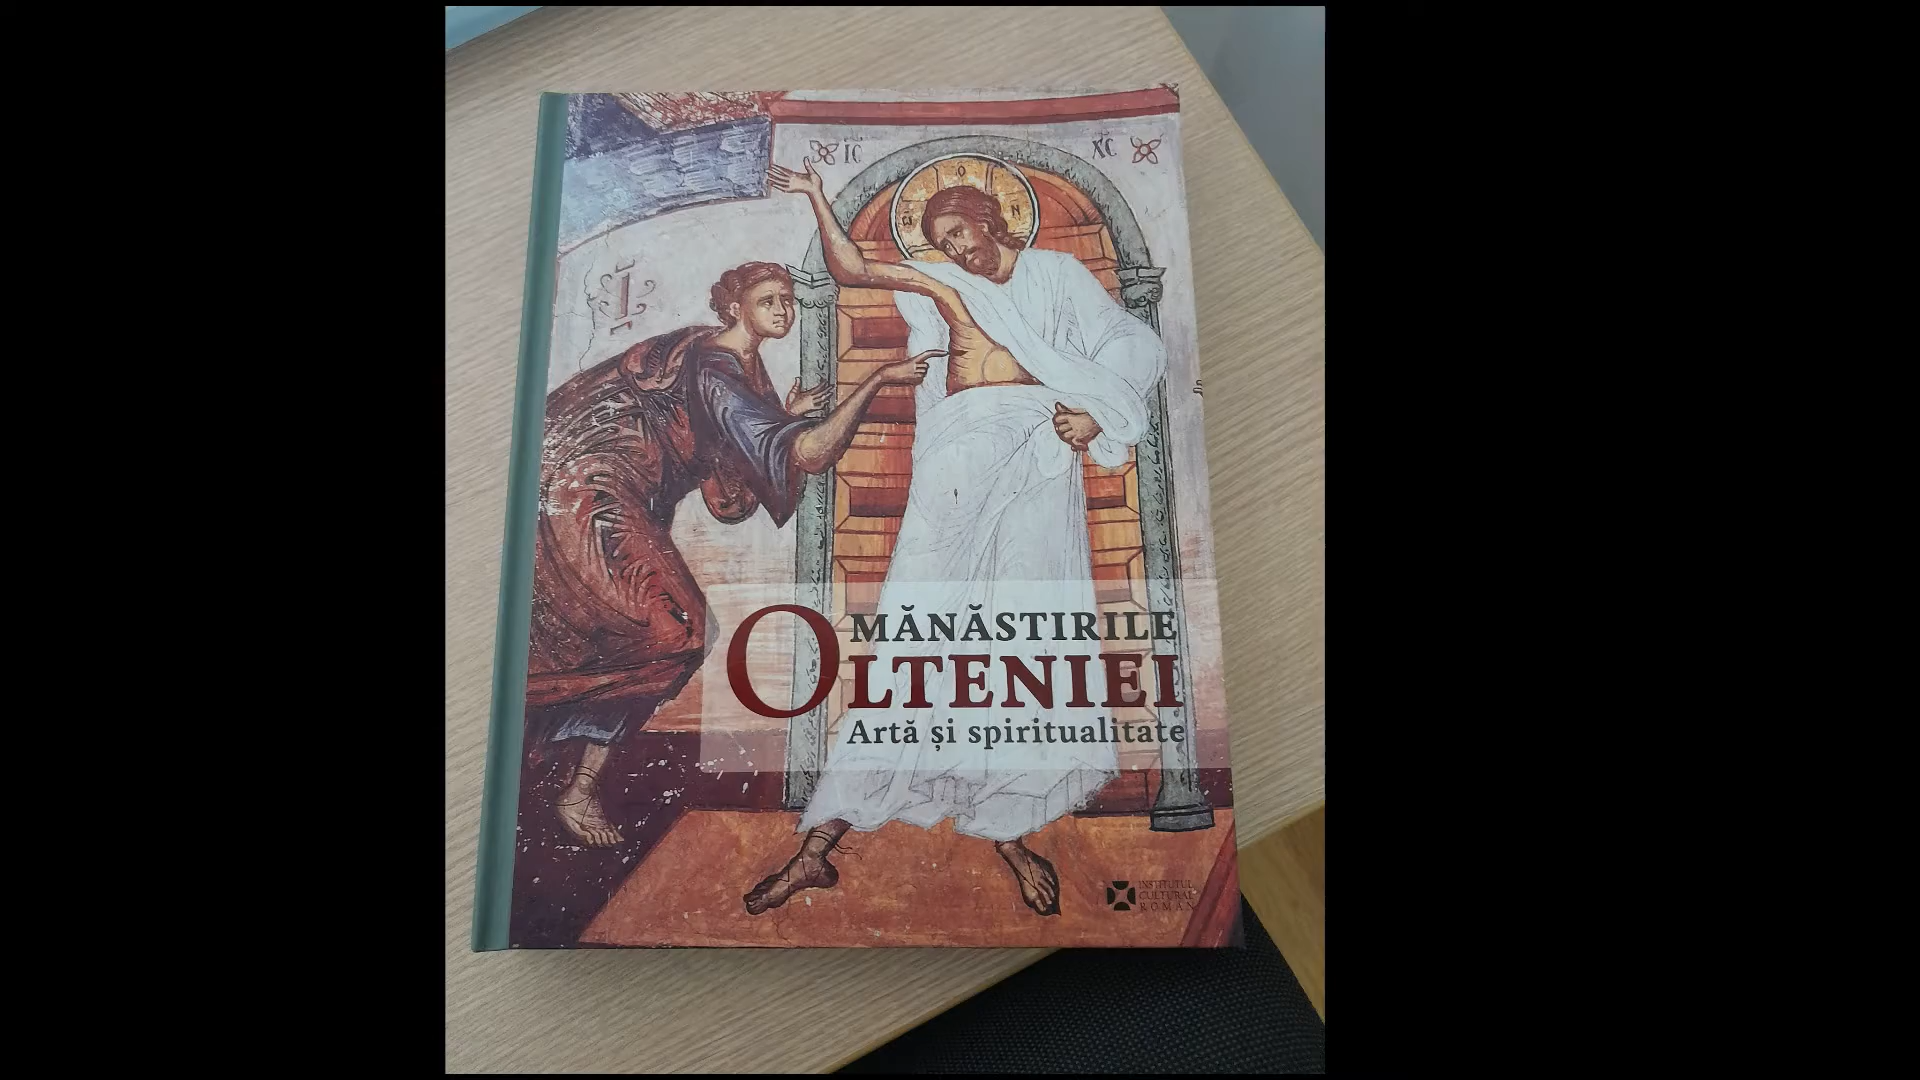 IC XC
O
Ѡ Н
MĂNĂSTIRILE
OLTENIEI
Artă și spiritualitate
INSTITUTUL
CULTURAL
ROMÂN